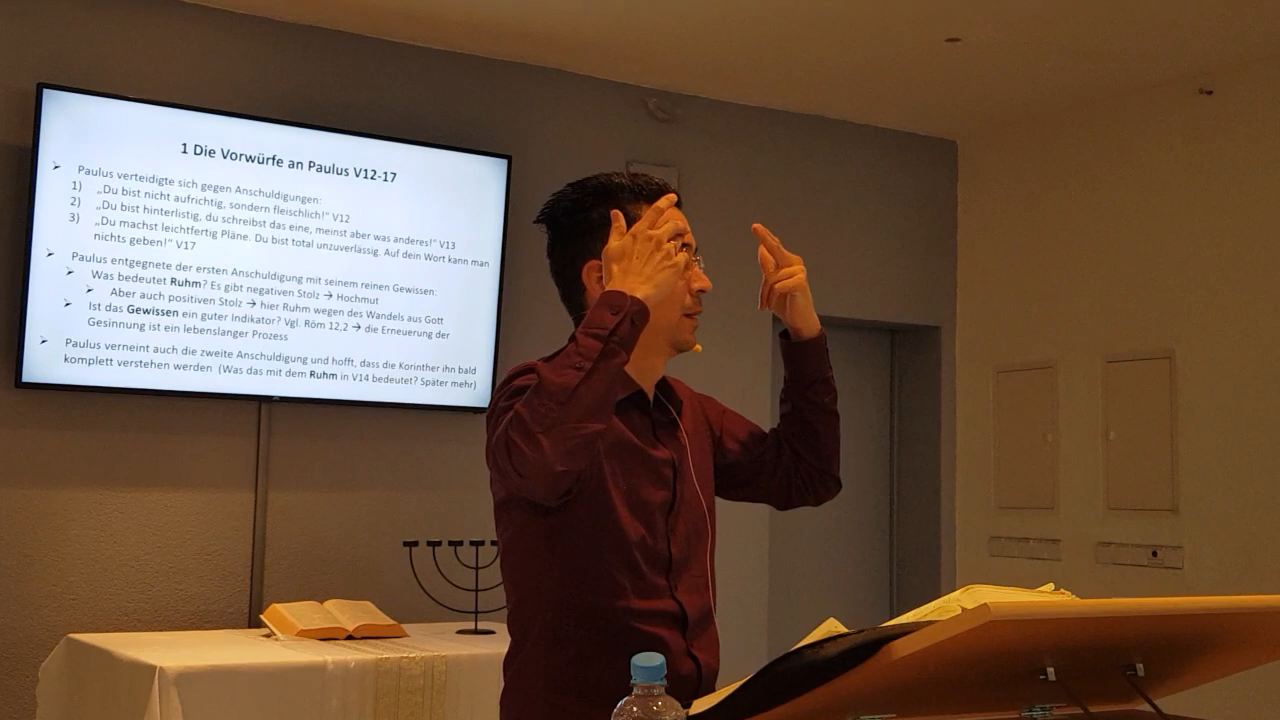 1 Die Vorwürfe an Paulus V12-17
➢ Paulus verteidigte sich gegen Anschuldigungen:
1) „Du bist nicht aufrichtig, sondern fleischlich!" V12
2) „Du bist hinterlistig, du schreibst das eine, meinst aber was anderes!" V13
3) „Du machst leichtfertig Pläne. Du bist total unzuverlässig. Auf dein Wort kann man
nichts geben!" V17
➢ Paulus entgegnete der ersten Anschuldigung mit seinem reinen Gewissen:
➢ Was bedeutet Ruhm? Es gibt negativen Stolz → Hochmut
➢ Aber auch positiven Stolz → hier Ruhm wegen des Wandels aus Gott
➢ Ist das Gewissen ein guter Indikator? Vgl. Röm 12,2 → die Erneuerung der
Gesinnung ist ein lebenslanger Prozess
➢ Paulus verneint auch die zweite Anschuldigung und hofft, dass die Korinther ihn bald
komplett verstehen werden (Was das mit dem Ruhm in V14 bedeutet? Später mehr)